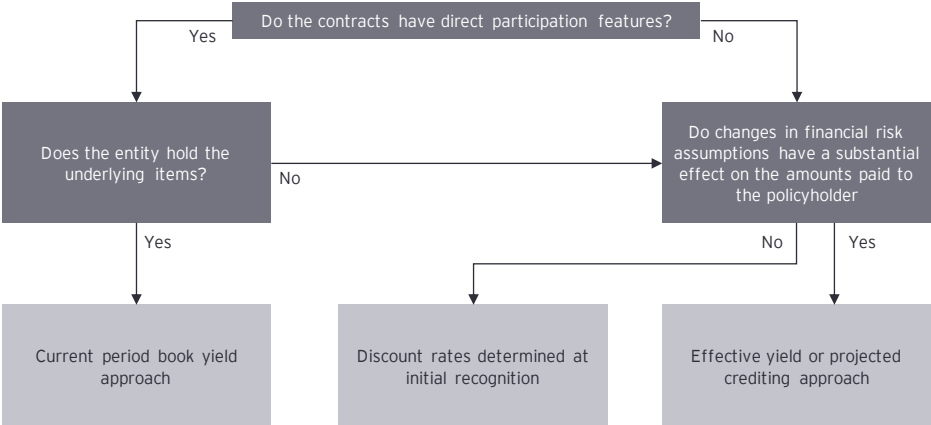 Do the contracts have direct participation features?
Yes
No
Does the entity hold the
underlying items?
No
Do changes in financial risk
assumptions have a substantial
effect on the amounts paid to
the policyholder
Yes
No
Yes
Current period book yield
approach
Discount rates determined at
initial recognition
Effective yield or projected
crediting approach